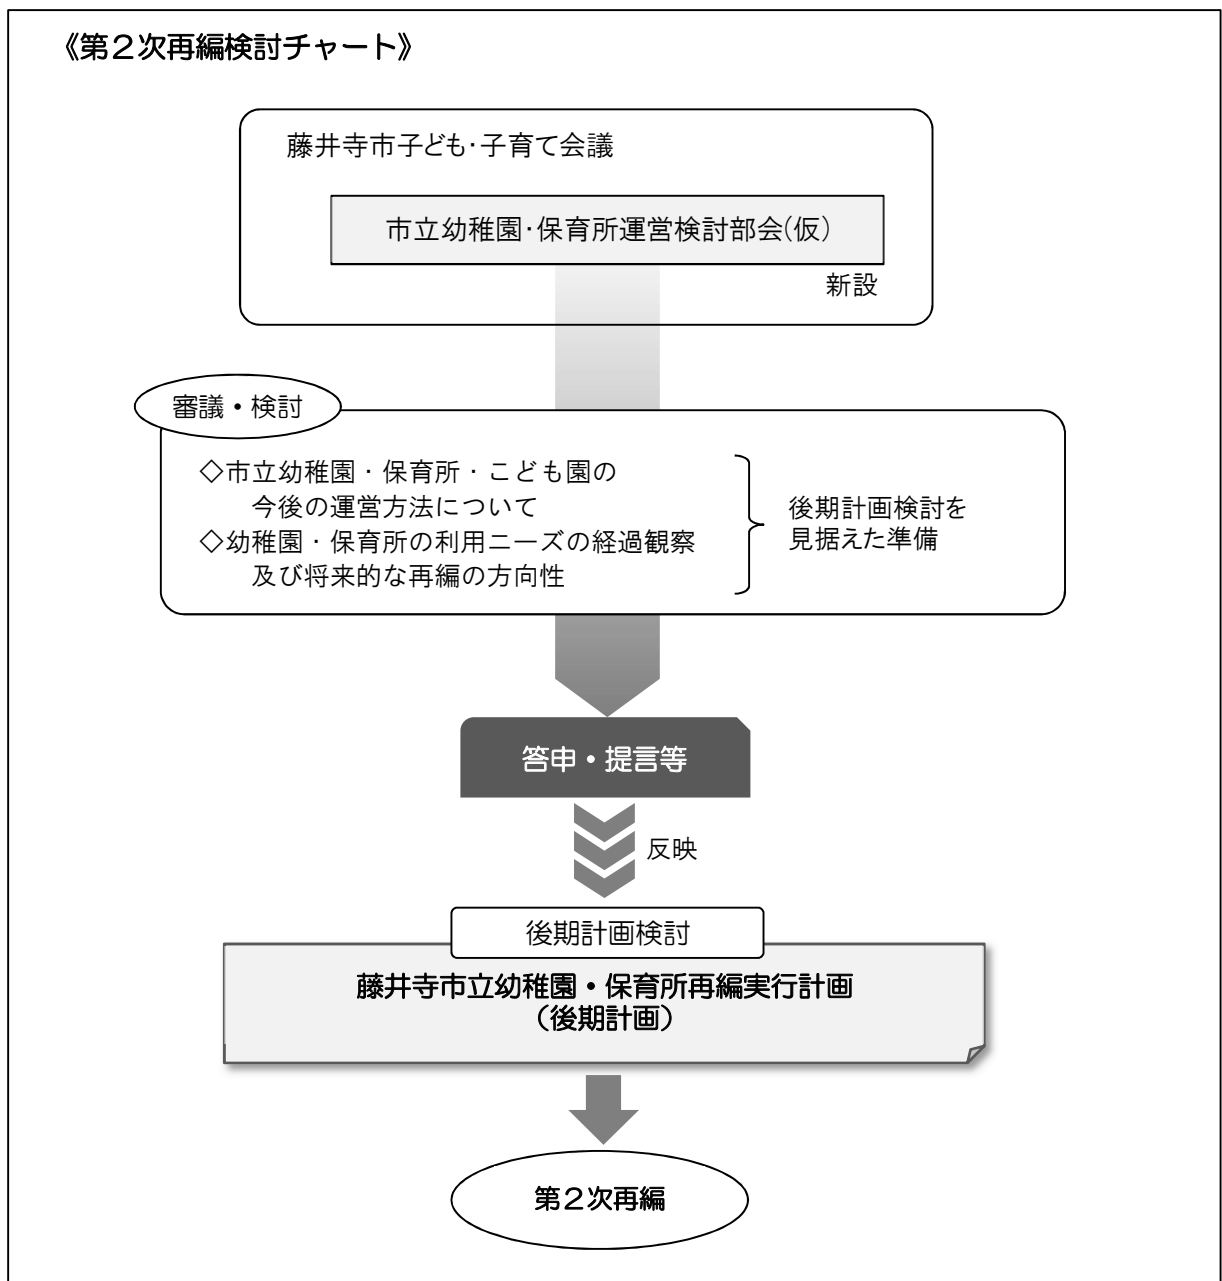 《第２次再編検討チャート》
藤井寺市子ども・子育て会議
市立幼稚園・保育所運営検討部会(仮)
新設
審議・検討
◇市立幼稚園・保育所・こども園の
今後の運営方法について
◇幼稚園・保育所の利用ニーズの経過観察
及び将来的な再編の方向性
後期計画検討を
見据えた準備
答申・提言等
反映
後期計画検討
藤井寺市立幼稚園・保育所再編実行計画
（後期計画）
第２次再編